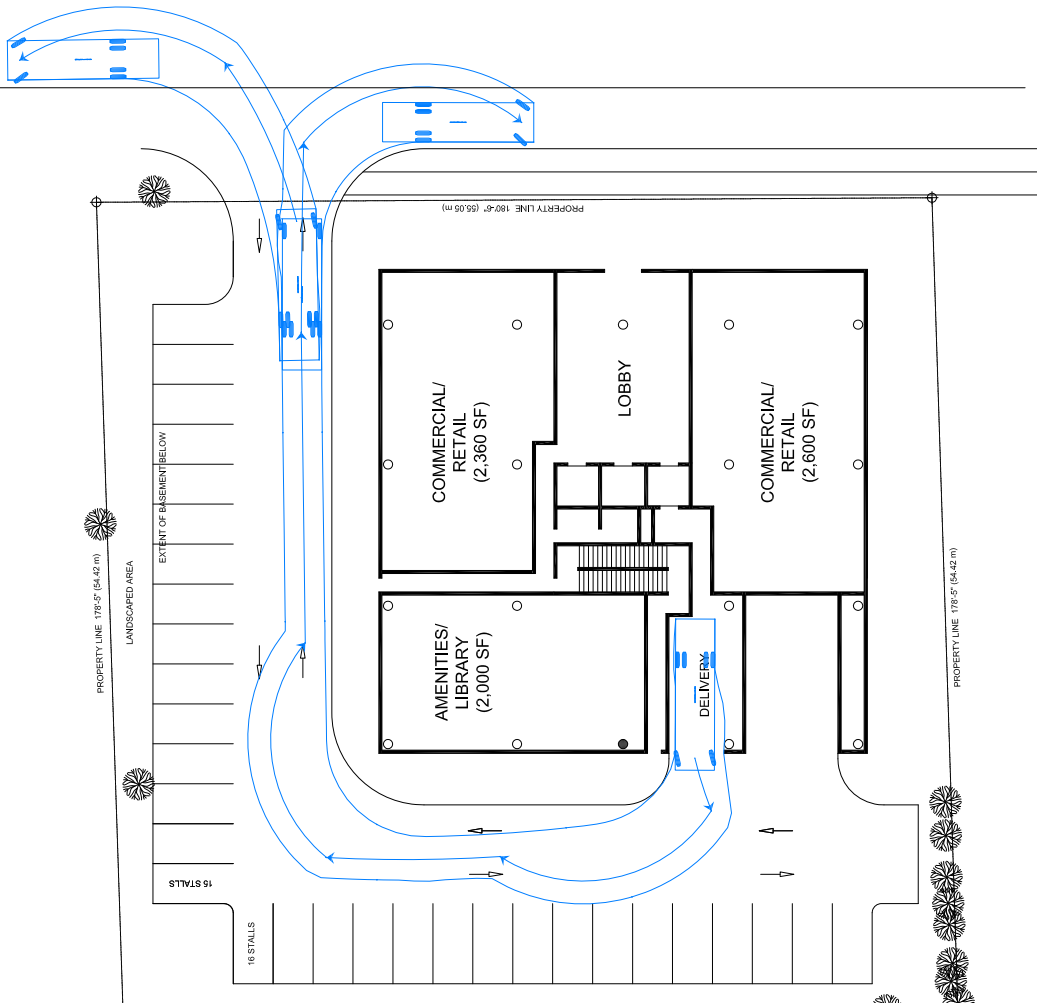 PROPERTY LINE 180'-6" (55.05 m)
COMMERCIAL/
RETAIL
(2,360 SF)
LOBBY
COMMERCIAL/
RETAIL
(2,600 SF)
EXTENT OF BASEMENT BELOW
PROPERTY LINE 178'-5" (54.42 m)
LANDSCAPED AREA
AMENITIES/
LIBRARY
(2,000 SF)
DELIVERY
PROPERTY LINE 178'-5" (54.42 m)
15 STALLS
16 STALLS